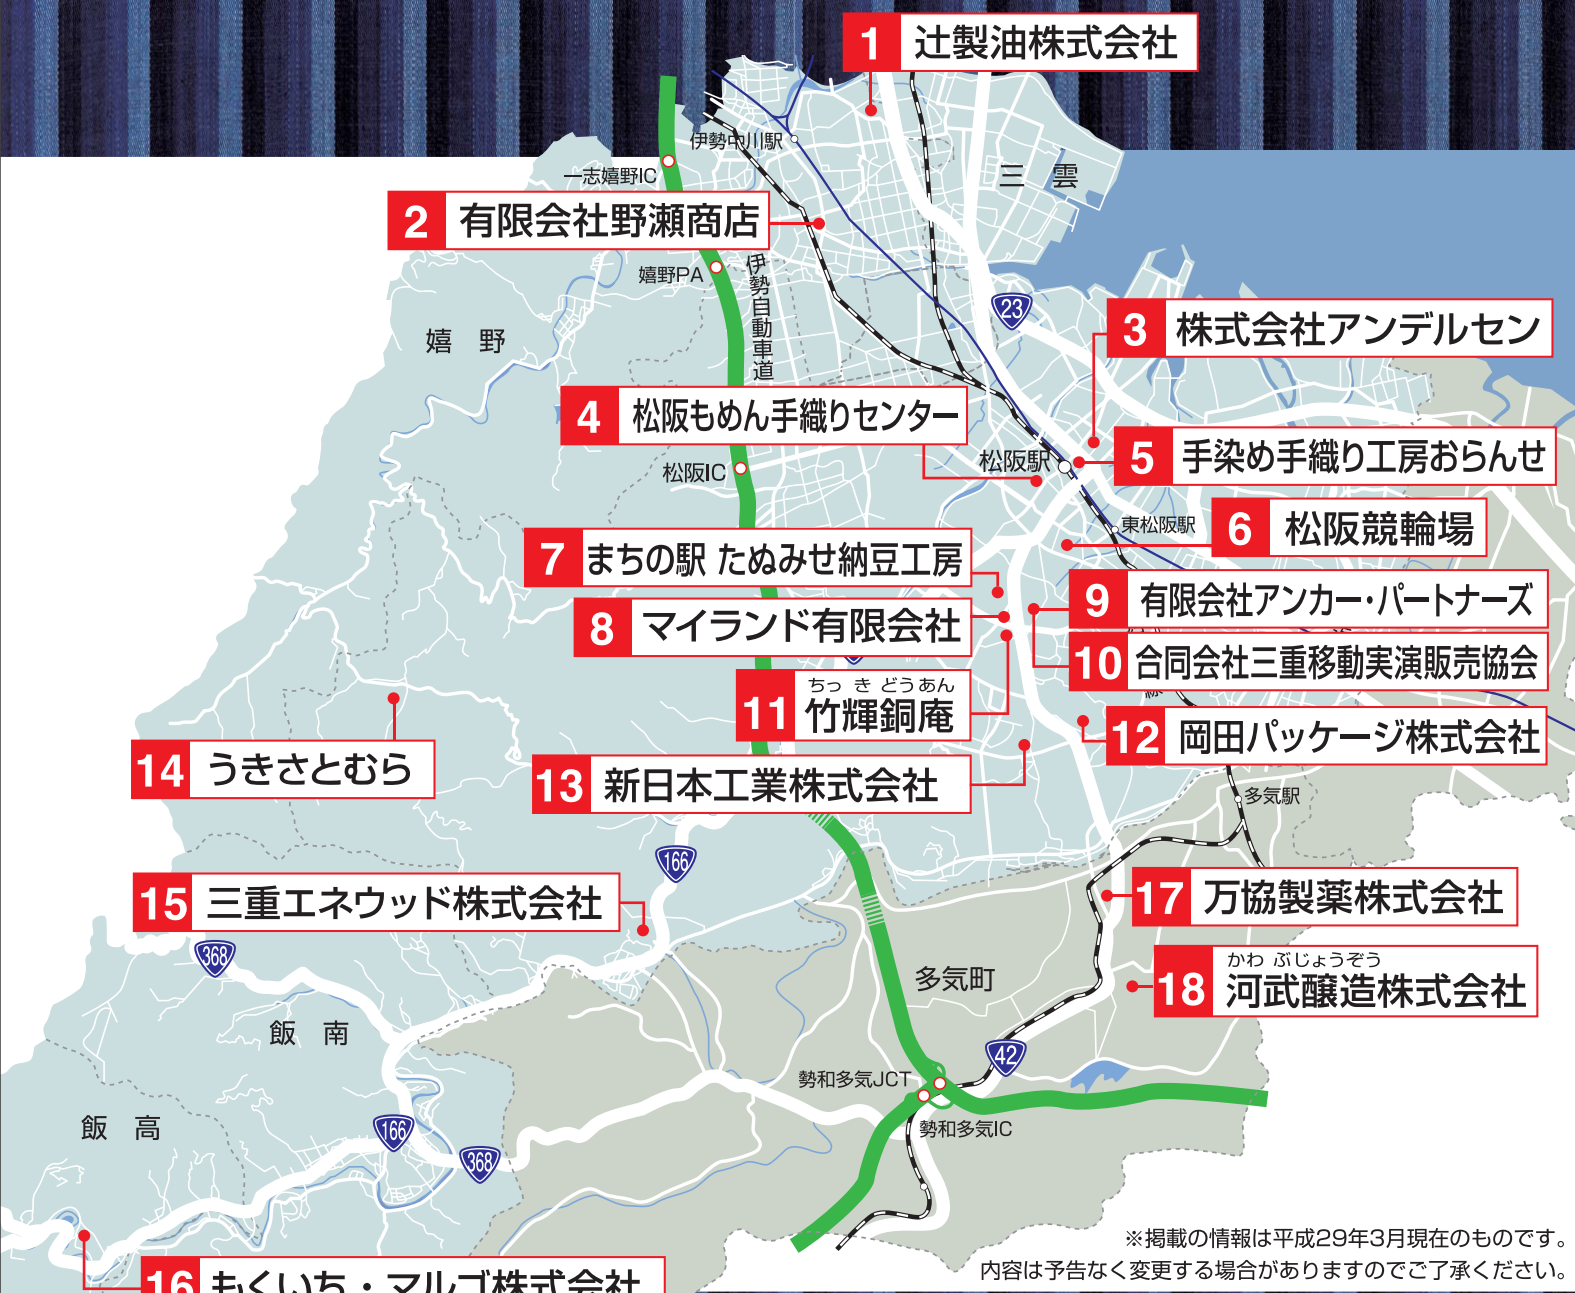 1 辻製油株式会社
伊勢中川駅
三雲
一志嬉野IC
2 有限会社野瀬商店
嬉野PA
伊勢自動車道
23
3 株式会社アンデルセン
嬉野
4 松阪もめん手織りセンター
松阪駅
5 手染め手織り工房おらんせ
松阪IC
6 松阪競輪場
東松阪駅
7 まちの駅 たぬみせ納豆工房
8 マイランド有限会社
9 有限会社アンカー・パートナーズ
10 合同会社三重移動実演販売協会
線
ちっきどうあん
11 竹輝銅庵
12 岡田パッケージ株式会社
14 うきさとむら
13 新日本工業株式会社
多気駅
166
15 三重エネウッド株式会社
17 万協製薬株式会社
368
多気町
かわぶじょうぞう
18 河武醸造株式会社
飯南
42
勢和多気JCT
飯高
166
勢和多気IC
368
※掲載の情報は平成29年3月現在のものです。
内容は予告なく変更する場合がありますのでご了承ください。
16 もくいち・マルゴ株式会社